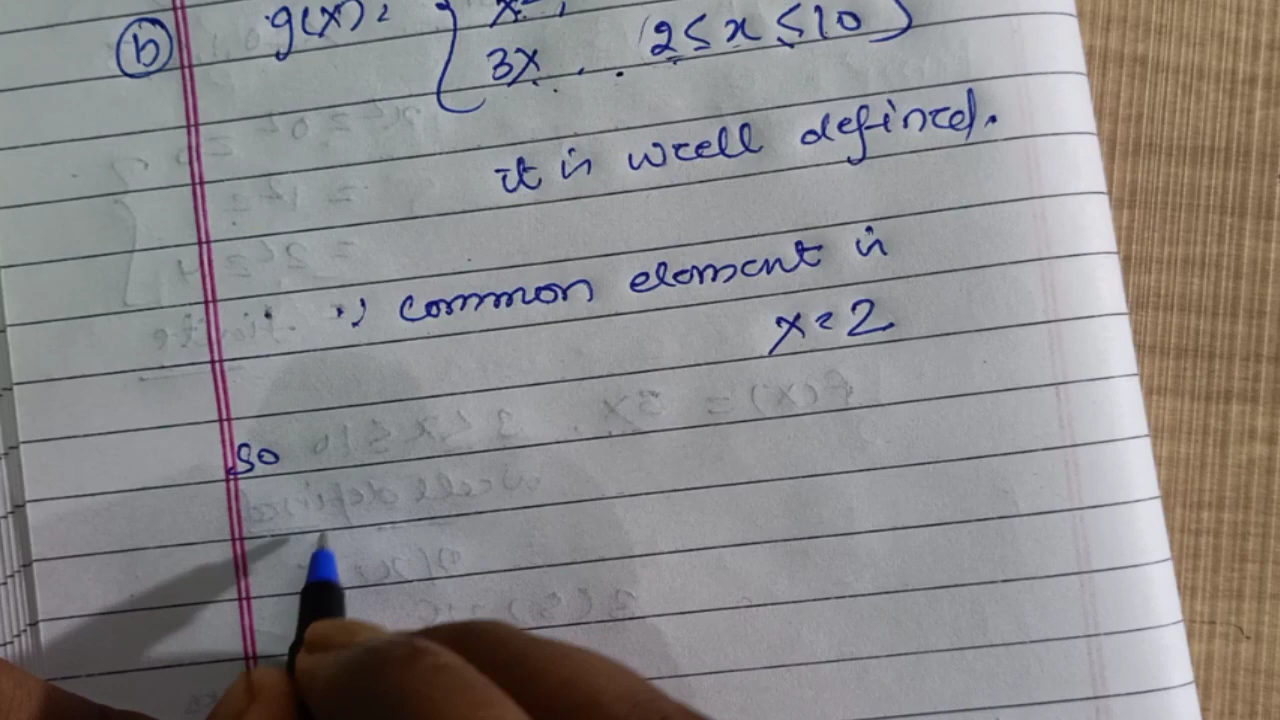 (b) g(x) = { x²,
3x . . 2 ≤ x ≤ 10 }
it is well defined.
∵ common element is
x = 2
so